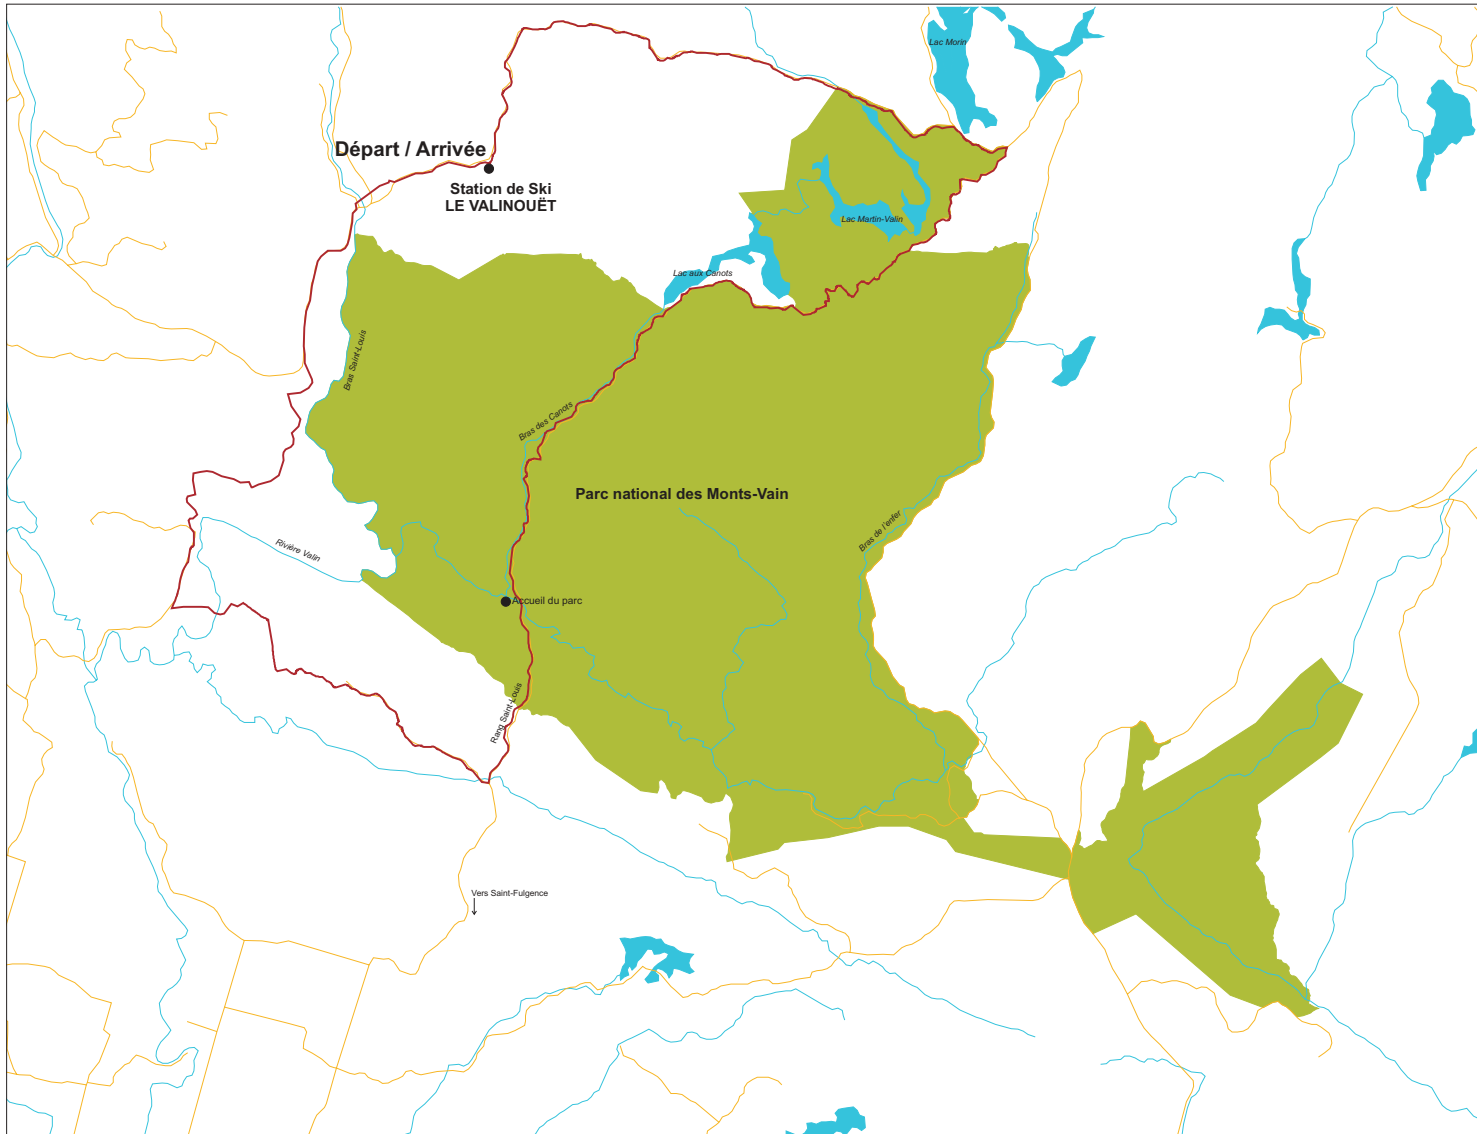 Lac Morin
Départ / Arrivée
Station de Ski
LE VALINOUËT
Lac Martin-Valin
Lac aux Canots
Bras Saint-Louis
Bras des Canots
Parc national des Monts-Vain
Bras de l'enfer
Rivière Valin
Accueil du parc
Rang Saint-Louis
Vers Saint-Fulgence